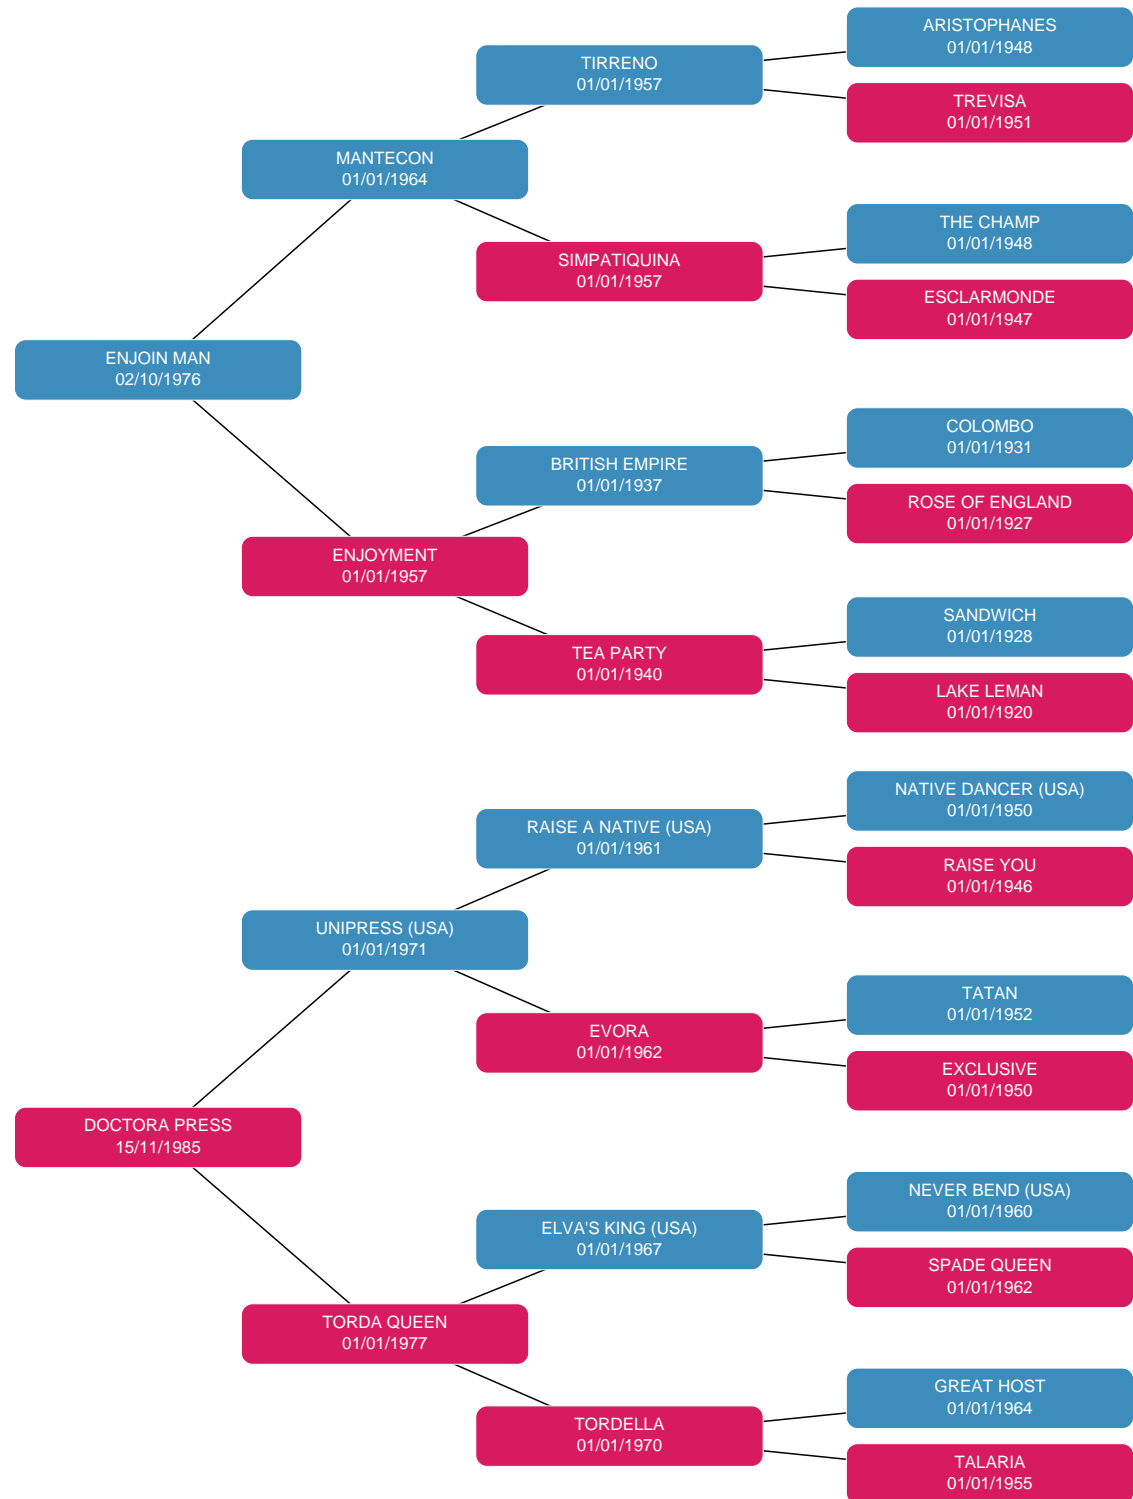 ARISTOPHANES
01/01/1948
TIRRENO
01/01/1957
TREVISA
01/01/1951
MANTECON
01/01/1964
THE CHAMP
01/01/1948
SIMPATIQUINA
01/01/1957
ESCLARMONDE
01/01/1947
ENJOIN MAN
02/10/1976
COLOMBO
01/01/1931
BRITISH EMPIRE
01/01/1937
ROSE OF ENGLAND
01/01/1927
ENJOYMENT
01/01/1957
SANDWICH
01/01/1928
TEA PARTY
01/01/1940
LAKE LEMAN
01/01/1920
NATIVE DANCER (USA)
01/01/1950
RAISE A NATIVE (USA)
01/01/1961
RAISE YOU
01/01/1946
UNIPRESS (USA)
01/01/1971
TATAN
01/01/1952
EVORA
01/01/1962
EXCLUSIVE
01/01/1950
DOCTORA PRESS
15/11/1985
NEVER BEND (USA)
01/01/1960
ELVA'S KING (USA)
01/01/1967
SPADE QUEEN
01/01/1962
TORDA QUEEN
01/01/1977
GREAT HOST
01/01/1964
TORDELLA
01/01/1970
TALARIA
01/01/1955